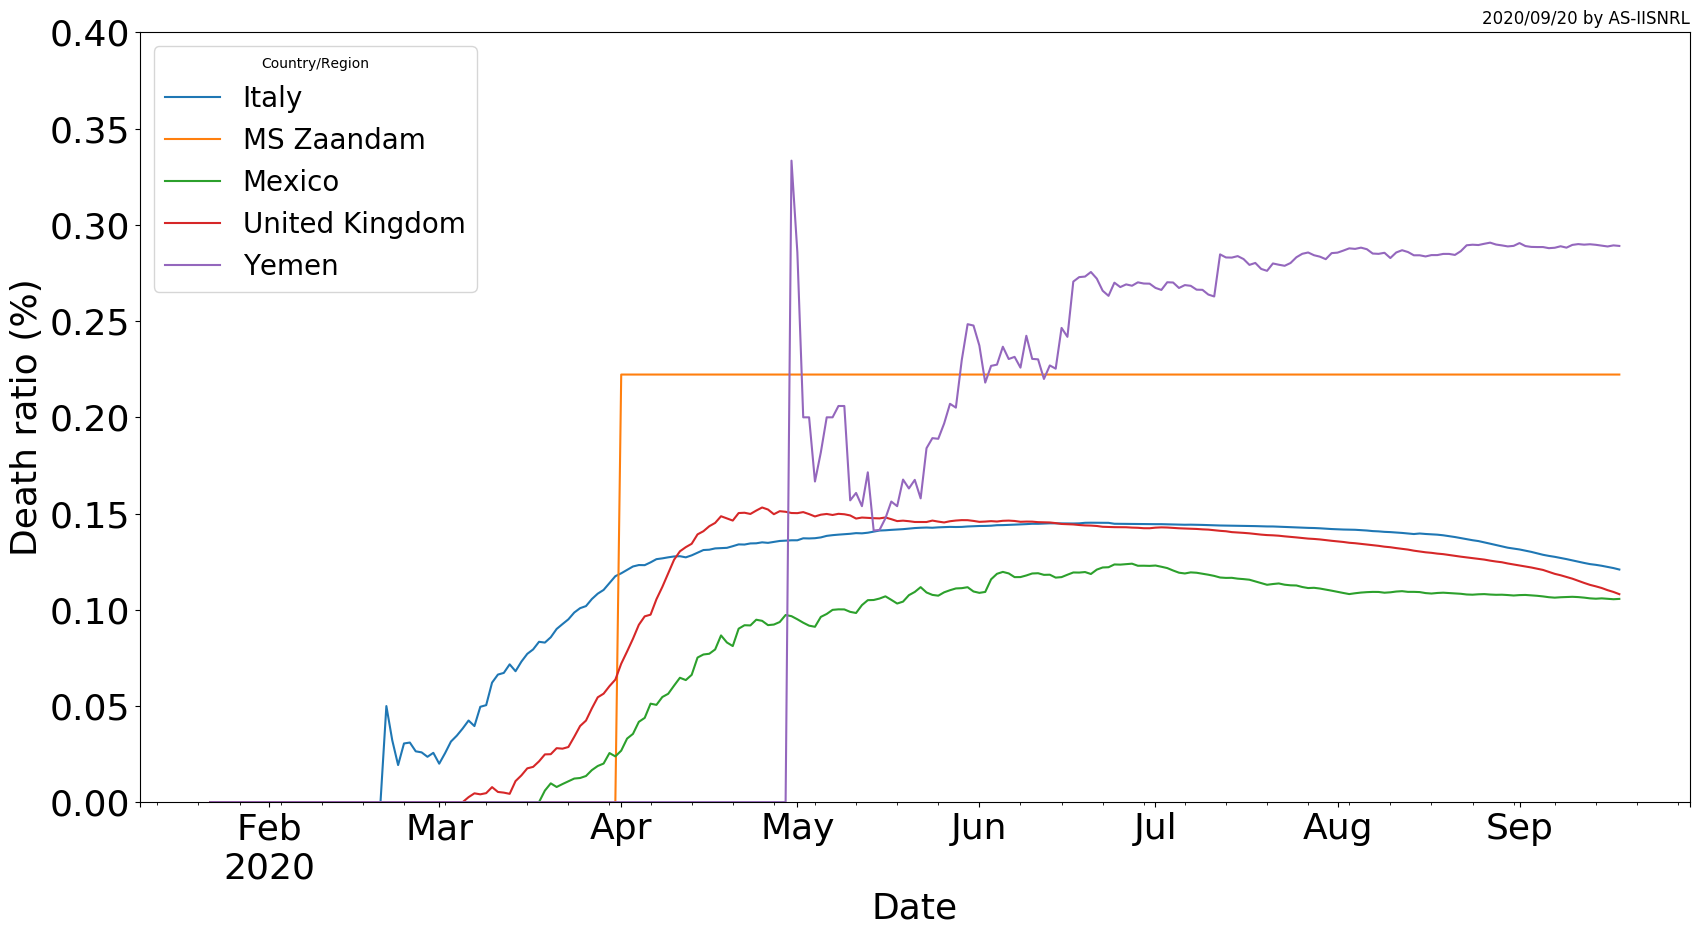 2020/09/20 by AS-IISNRL
0.40
0.35
0.30
0.25
0.20
0.15
0.10
0.05
0.00
Death ratio (%)
Country/Region
Italy
MS Zaandam
Mexico
United Kingdom
Yemen
Feb Mar Apr May Jun Jul Aug Sep
2020
Date